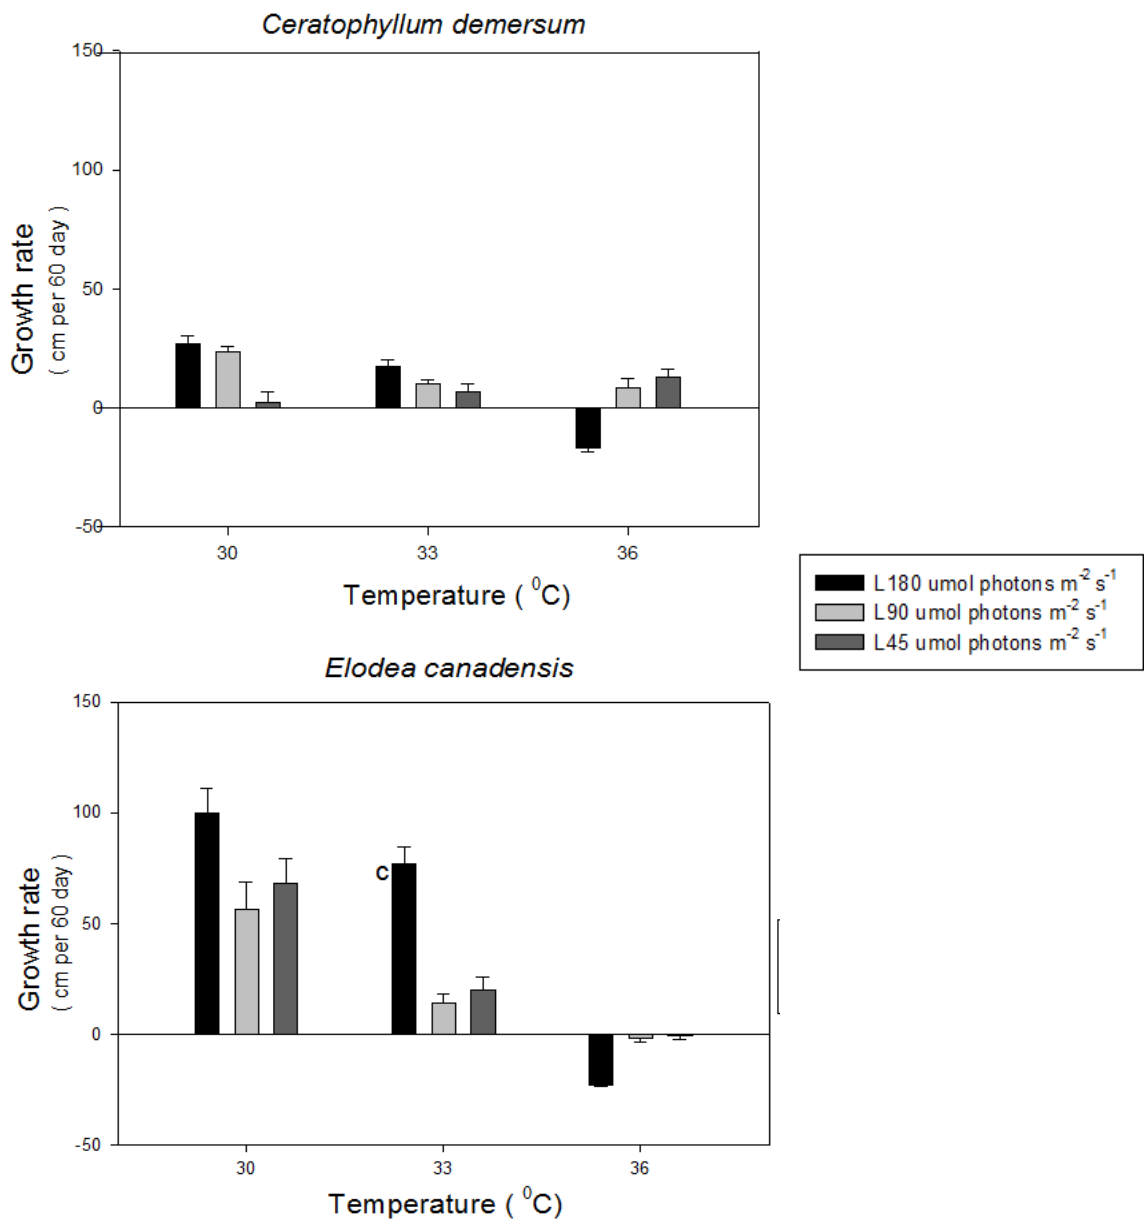 Ceratophyllum demersum
150
100
50
0
-50
Growth rate
( cm per 60 day )
30 33 36
Temperature ( ⁰C)
L180 umol photons m⁻² s⁻¹
L90 umol photons m⁻² s⁻¹
L45 umol photons m⁻² s⁻¹
Elodea canadensis
150
100
50
0
-50
Growth rate
( cm per 60 day )
c
30 33 36
Temperature ( ⁰C)